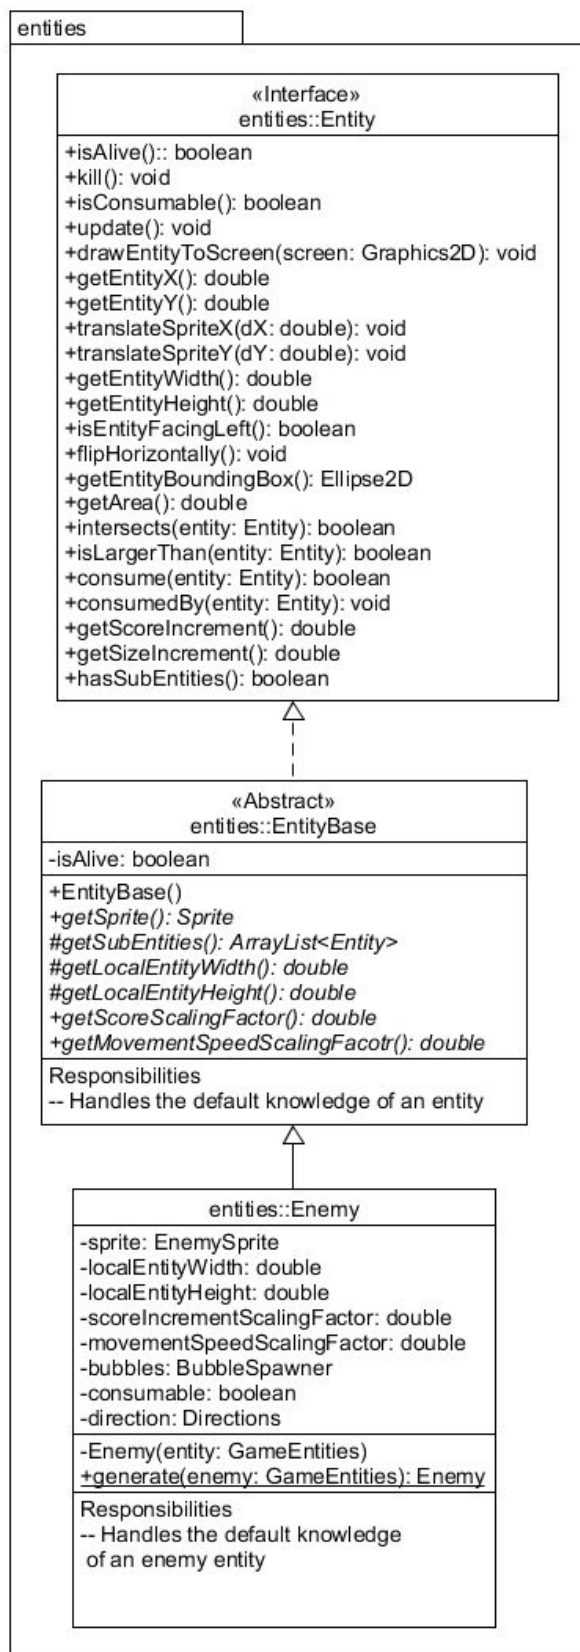 entities
«Interface»
entities::Entity
+isAlive():: boolean
+kill(): void
+isConsumable(): boolean
+update(): void
+drawEntityToScreen(screen: Graphics2D): void
+getEntityX(): double
+getEntityY(): double
+translateSpriteX(dX: double): void
+translateSpriteY(dY: double): void
+getEntityWidth(): double
+getEntityHeight(): double
+isEntityFacingLeft(): boolean
+flipHorizontally(): void
+getEntityBoundingBox(): Ellipse2D
+getArea(): double
+intersects(entity: Entity): boolean
+isLargerThan(entity: Entity): boolean
+consume(entity: Entity): boolean
+consumedBy(entity: Entity): void
+getScoreIncrement(): double
+getSizeIncrement(): double
+hasSubEntities(): boolean
«Abstract»
entities::EntityBase
-isAlive: boolean
+EntityBase()
+getSprite(): Sprite
#getSubEntities(): ArrayList<Entity>
#getLocalEntityWidth(): double
#getLocalEntityHeight(): double
+getScoreScalingFactor(): double
+getMovementSpeedScalingFacotr(): double
Responsibilities
-- Handles the default knowledge of an entity
entities::Enemy
-sprite: EnemySprite
-localEntityWidth: double
-localEntityHeight: double
-scoreIncrementScalingFactor: double
-movementSpeedScalingFactor: double
-bubbles: BubbleSpawner
-consumable: boolean
-direction: Directions
-Enemy(entity: GameEntities)
+generate(enemy: GameEntities): Enemy
Responsibilities
-- Handles the default knowledge
of an enemy entity